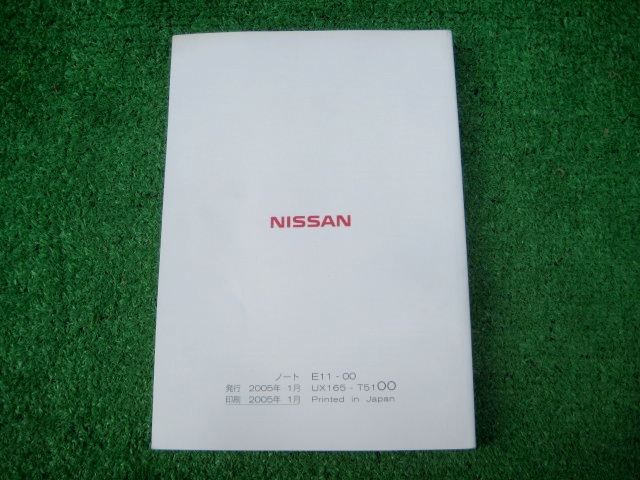 NISSAN
ノート E11-00
発行 2005年 1月 UX165-T5100
印刷 2005年 1月 Printed in Japan